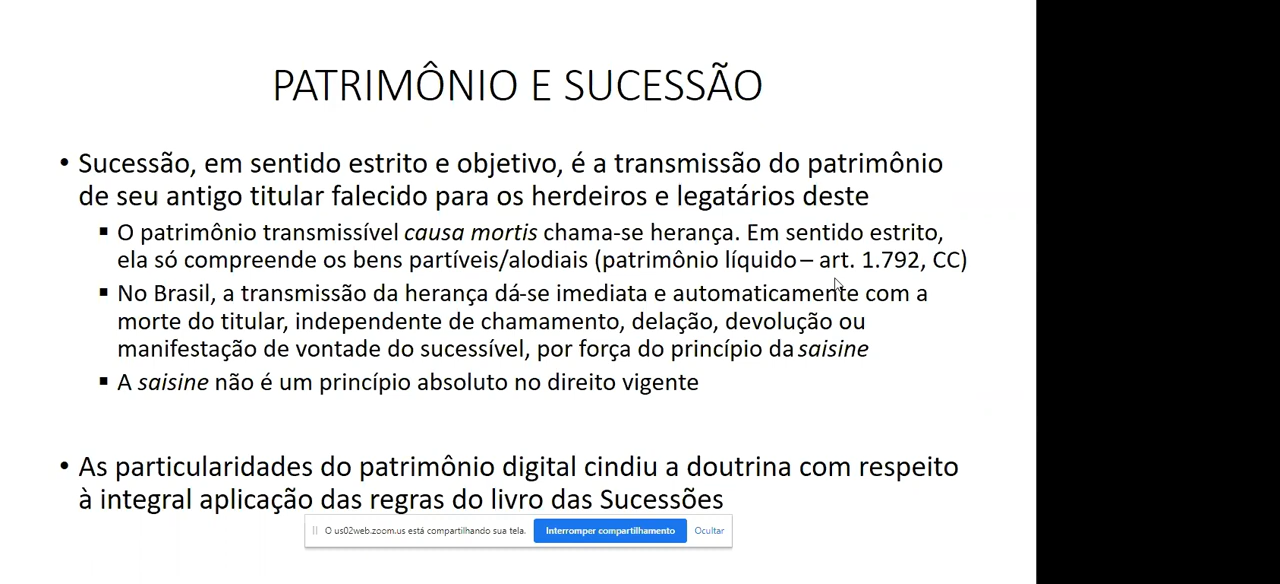 PATRIMÔNIO E SUCESSÃO
• Sucessão, em sentido estrito e objetivo, é a transmissão do patrimônio
de seu antigo titular falecido para os herdeiros e legatários deste
▪ O patrimônio transmissível causa mortis chama-se herança. Em sentido estrito,
ela só compreende os bens partíveis/alodiais (patrimônio líquido – art. 1.792, CC)
▪ No Brasil, a transmissão da herança dá-se imediata e automaticamente com a
morte do titular, independente de chamamento, delação, devolução ou
manifestação de vontade do sucessível, por força do princípio da saisine
▪ A saisine não é um princípio absoluto no direito vigente
• As particularidades do patrimônio digital cindiu a doutrina com respeito
à integral aplicação das regras do livro das Sucessões
O us02web.zoom.us está compartilhando sua tela. Interromper compartilhamento Ocultar